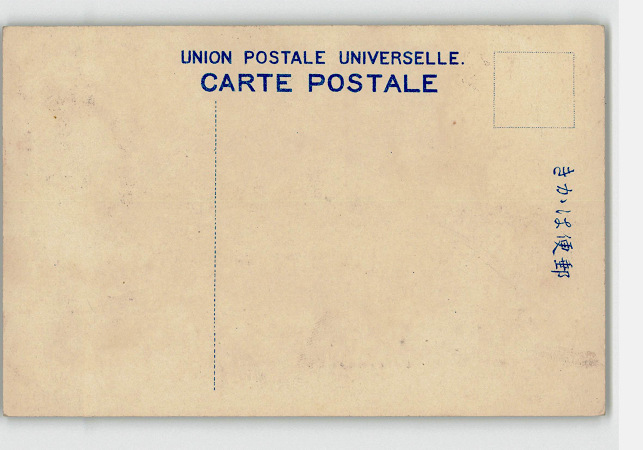 UNION POSTALE UNIVERSELLE.
CARTE POSTALE
郵便はかき